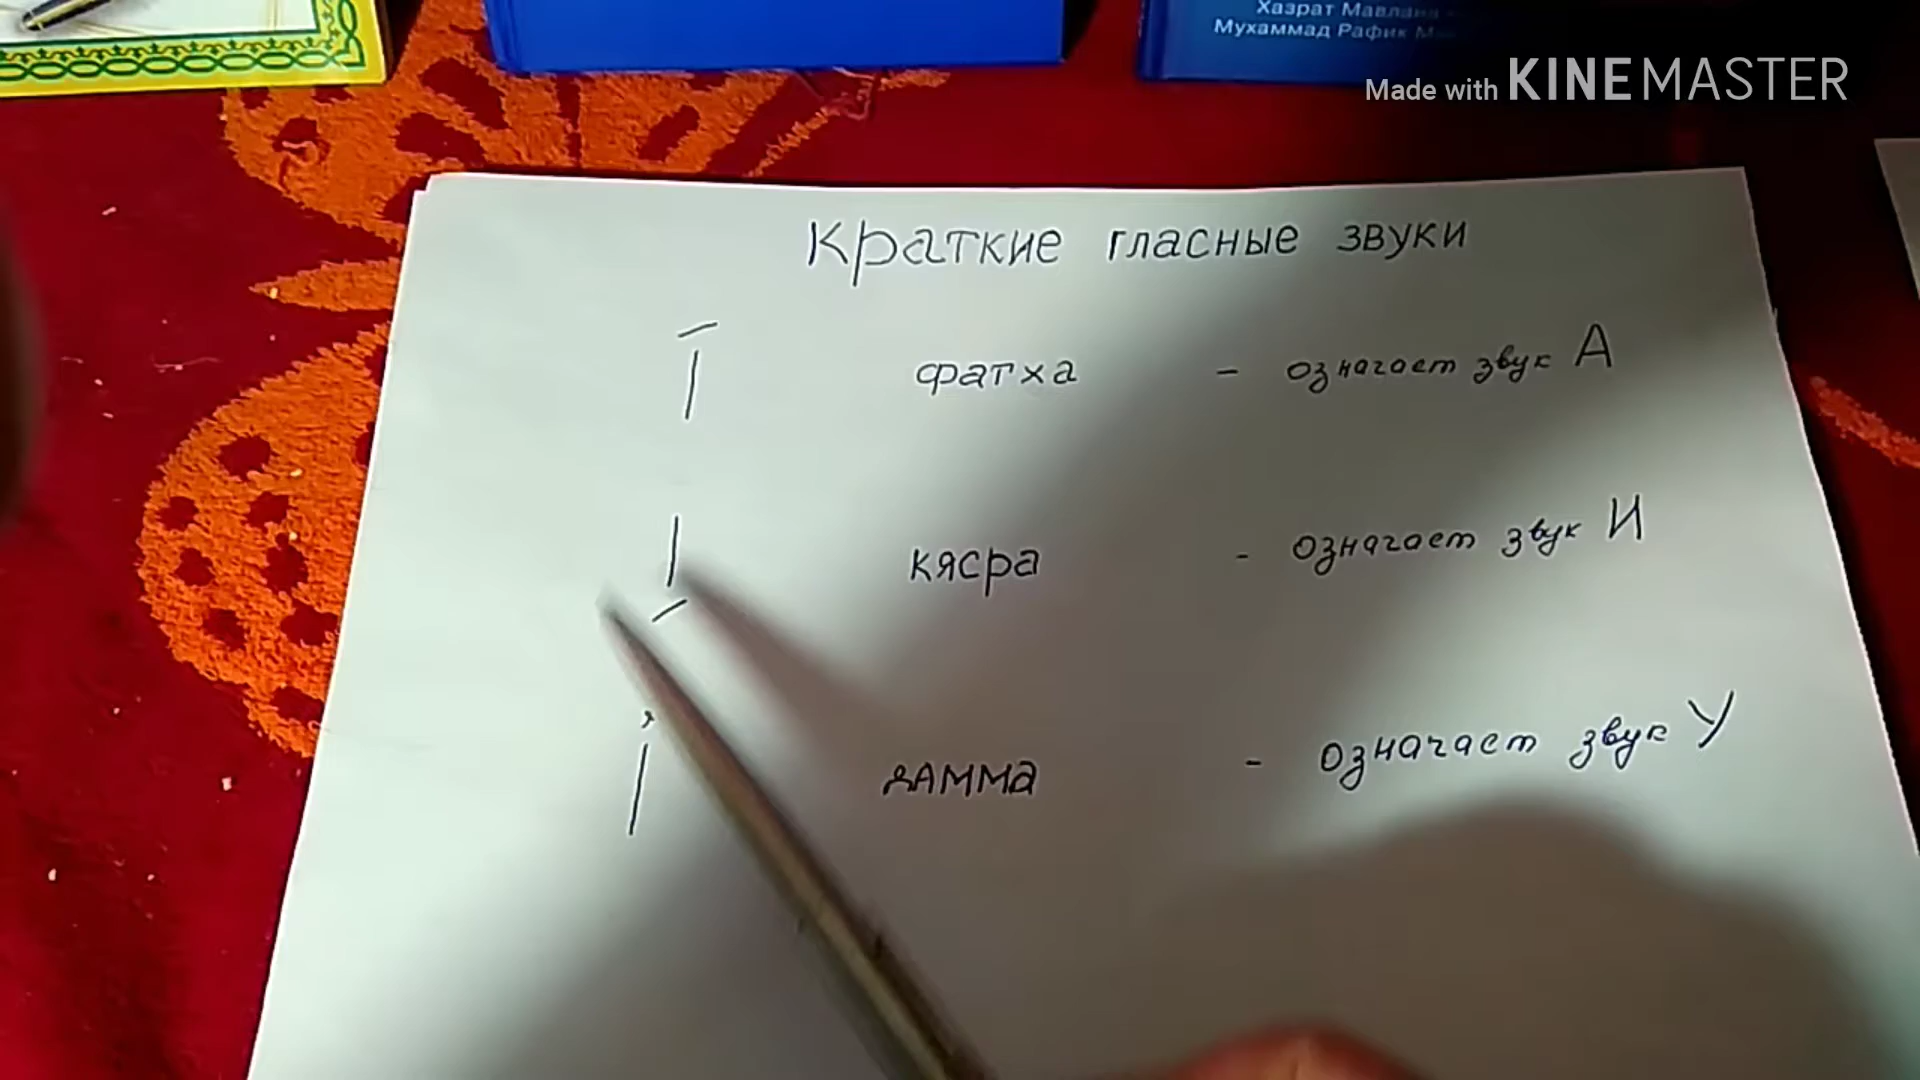 Хазрат Мавлана
Мухаммад Рафик
Made with KINEMASTER
Краткие гласные звуки
اَ фатха - означает звук А
اِ кясра - означает звук И
اُ дамма - означает звук У